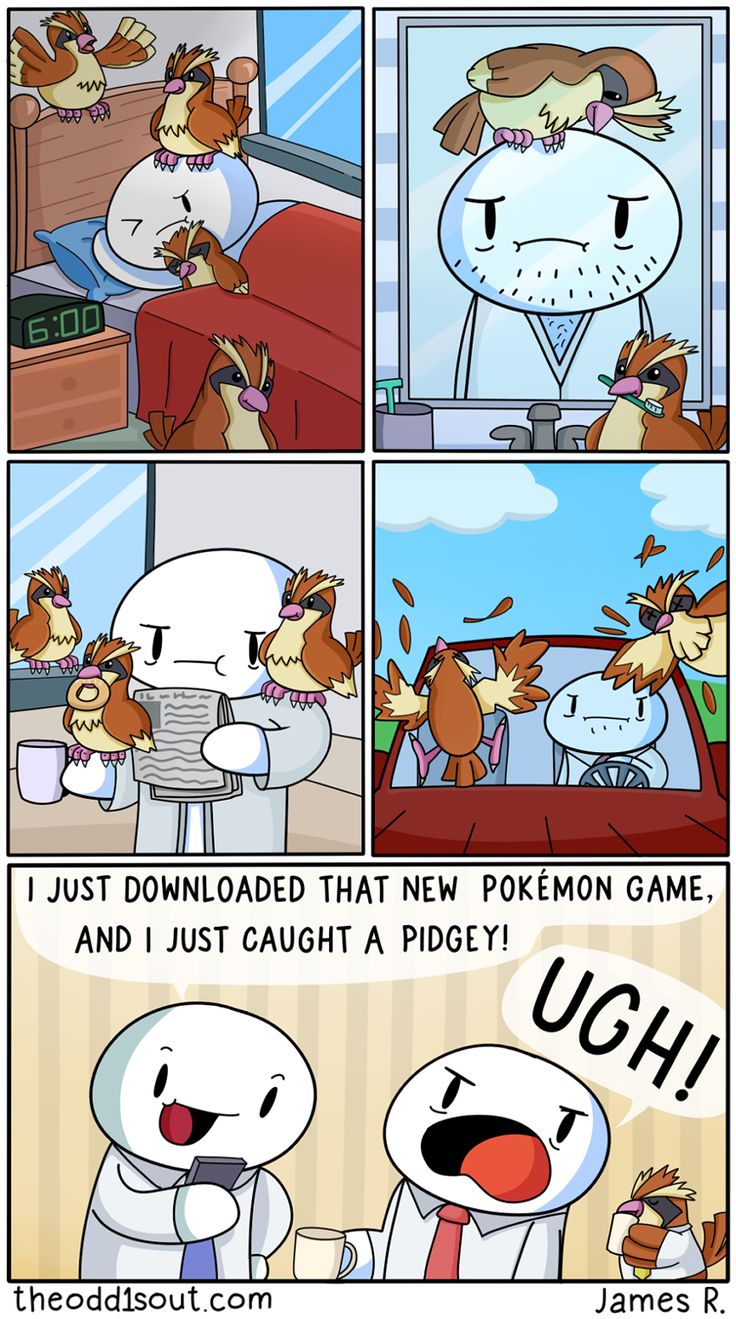 6:00
I JUST DOWNLOADED THAT NEW POKÉMON GAME,
AND I JUST CAUGHT A PIDGEY!
UGH!
theodd1sout.com
James R.